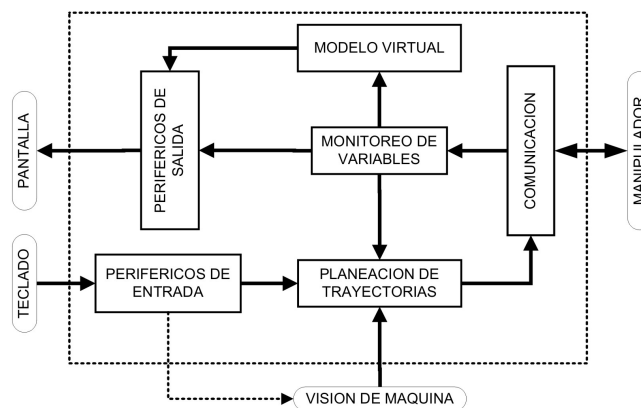 MODELO VIRTUAL
PANTALLA
PERIFERICOS DE
SALIDA
MONITOREO DE
VARIABLES
COMUNICACION
MANIPULADOR
TECLADO
PERIFERICOS DE
ENTRADA
PLANEACION DE
TRAYECTORIAS
VISION DE MAQUINA